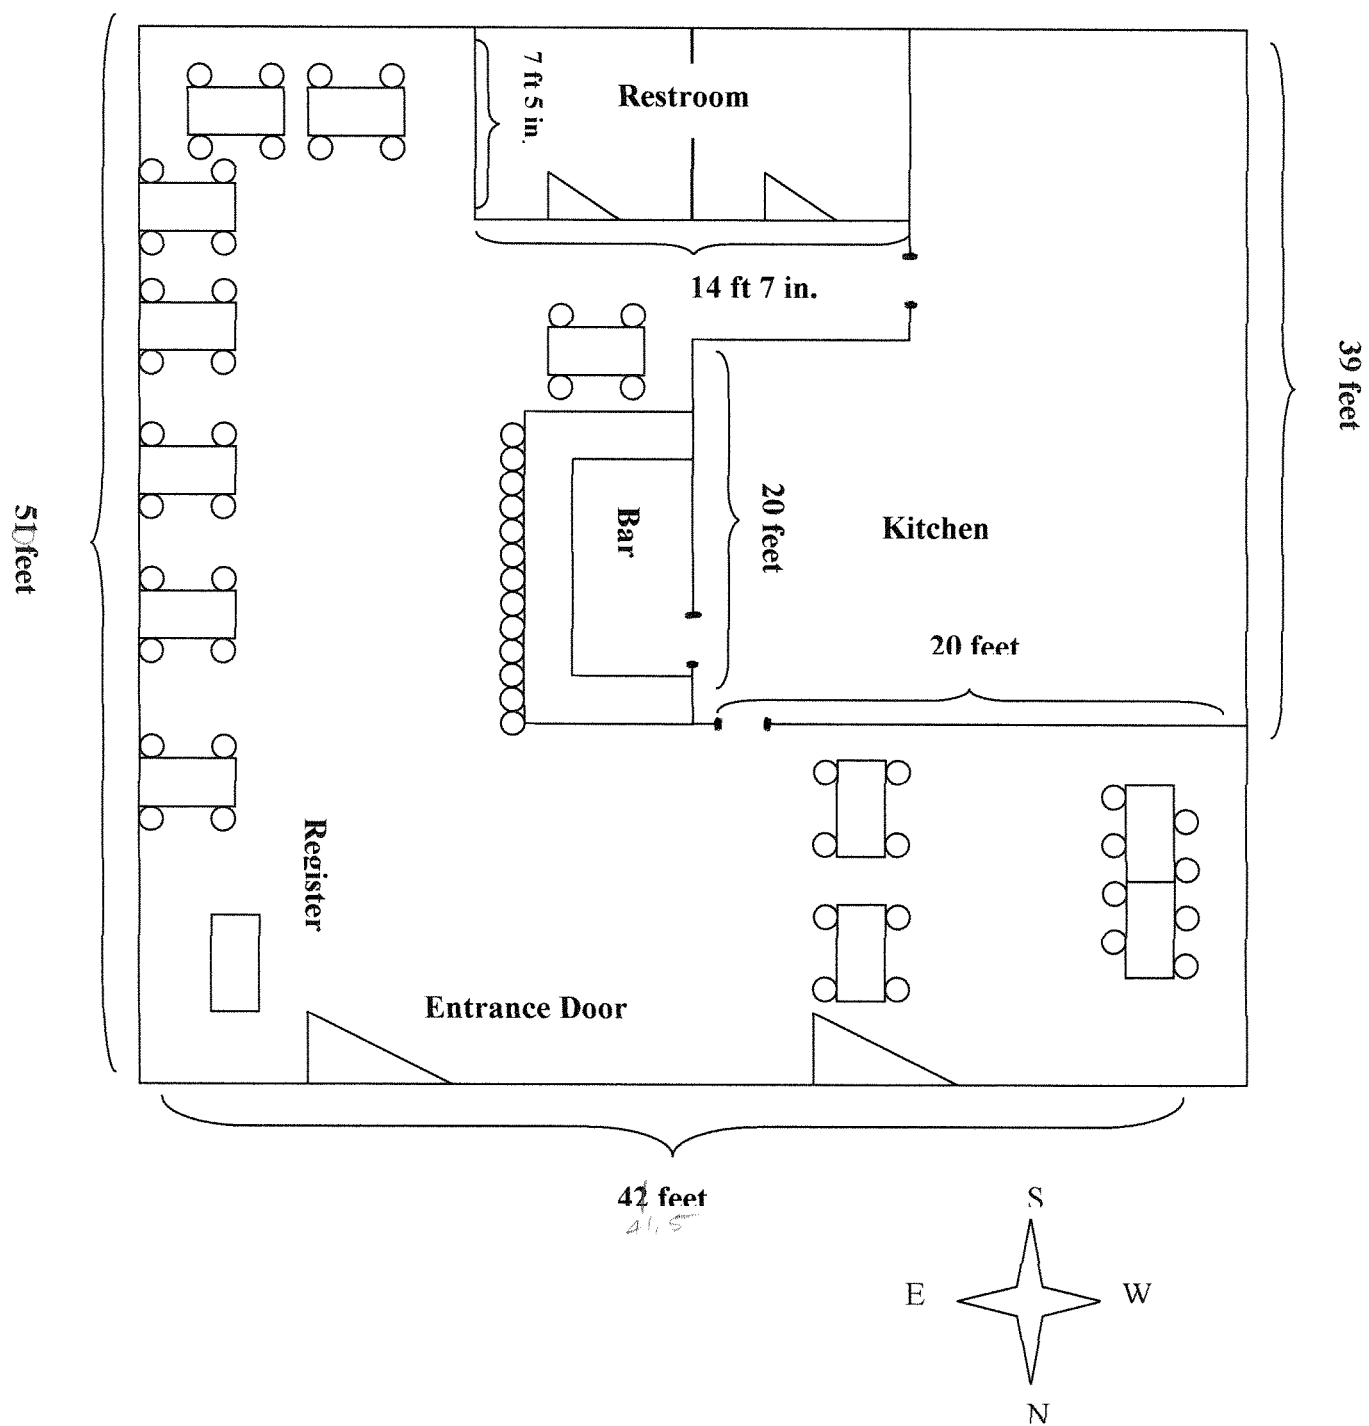 7 ft 5 in.
Restroom
14 ft 7 in.
39 feet
20 feet
Bar
Kitchen
51 feet
20 feet
Register
Entrance Door
42 feet
41,5
S
E
W
N